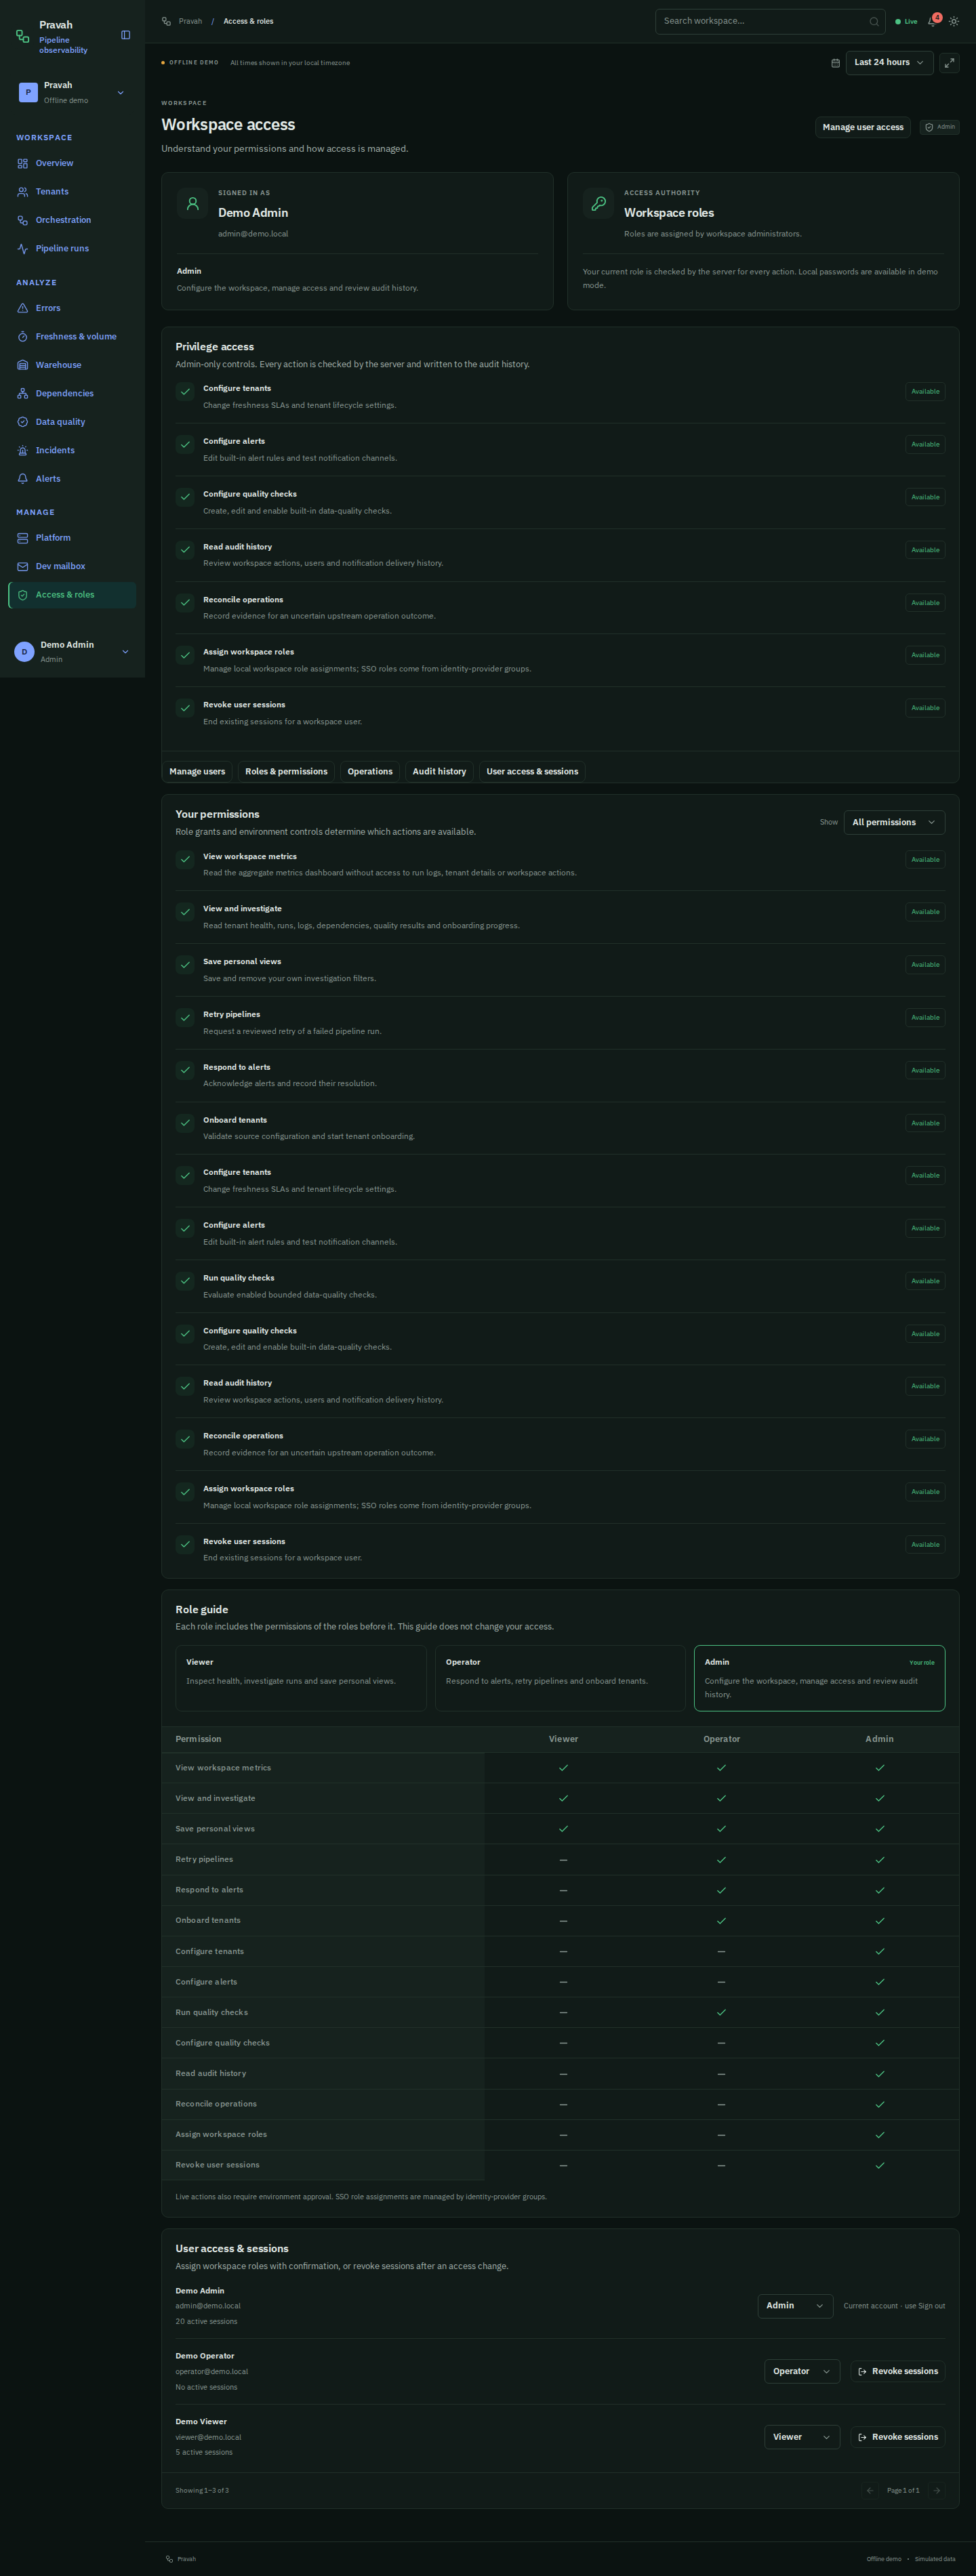 Pravah
Pipeline
observability
P
Pravah
Offline demo
WORKSPACE
Overview
Tenants
Orchestration
Pipeline runs
ANALYZE
Errors
Freshness & volume
Warehouse
Dependencies
Data quality
Incidents
Alerts
MANAGE
Platform
Dev mailbox
Access & roles
D
Demo Admin
Admin
Pravah / Access & roles
Search workspace...
Live
4
OFFLINE DEMO All times shown in your local timezone
Last 24 hours
WORKSPACE
Workspace access
Understand your permissions and how access is managed.
Manage user access
Admin
SIGNED IN AS
Demo Admin
admin@demo.local
Admin
Configure the workspace, manage access and review audit history.
ACCESS AUTHORITY
Workspace roles
Roles are assigned by workspace administrators.
Your current role is checked by the server for every action. Local passwords are available in demo
mode.
Privilege access
Admin-only controls. Every action is checked by the server and written to the audit history.
Configure tenants
Change freshness SLAs and tenant lifecycle settings.
Available
Configure alerts
Edit built-in alert rules and test notification channels.
Available
Configure quality checks
Create, edit and enable built-in data-quality checks.
Available
Read audit history
Review workspace actions, users and notification delivery history.
Available
Reconcile operations
Record evidence for an uncertain upstream operation outcome.
Available
Assign workspace roles
Manage local workspace role assignments; SSO roles come from identity-provider groups.
Available
Revoke user sessions
End existing sessions for a workspace user.
Available
Manage users
Roles & permissions
Operations
Audit history
User access & sessions
Your permissions
Role grants and environment controls determine which actions are available.
Show
All permissions
View workspace metrics
Read the aggregate metrics dashboard without access to run logs, tenant details or workspace actions.
Available
View and investigate
Read tenant health, runs, logs, dependencies, quality results and onboarding progress.
Available
Save personal views
Save and remove your own investigation filters.
Available
Retry pipelines
Request a reviewed retry of a failed pipeline run.
Available
Respond to alerts
Acknowledge alerts and record their resolution.
Available
Onboard tenants
Validate source configuration and start tenant onboarding.
Available
Configure tenants
Change freshness SLAs and tenant lifecycle settings.
Available
Configure alerts
Edit built-in alert rules and test notification channels.
Available
Run quality checks
Evaluate enabled bounded data-quality checks.
Available
Configure quality checks
Create, edit and enable built-in data-quality checks.
Available
Read audit history
Review workspace actions, users and notification delivery history.
Available
Reconcile operations
Record evidence for an uncertain upstream operation outcome.
Available
Assign workspace roles
Manage local workspace role assignments; SSO roles come from identity-provider groups.
Available
Revoke user sessions
End existing sessions for a workspace user.
Available
Role guide
Each role includes the permissions of the roles before it. This guide does not change your access.
Viewer
Inspect health, investigate runs and save personal views.
Operator
Respond to alerts, retry pipelines and onboard tenants.
Admin
Your role
Configure the workspace, manage access and review audit
history.
Permission Viewer Operator Admin
View workspace metrics
View and investigate
Save personal views
Retry pipelines — 
Respond to alerts —
Onboard tenants —
Configure tenants — —
Configure alerts — —
Run quality checks —
Configure quality checks — —
Read audit history — —
Reconcile operations — —
Assign workspace roles — —
Revoke user sessions — —
Live actions also require environment approval. SSO role assignments are managed by identity-provider groups.
User access & sessions
Assign workspace roles with confirmation, or revoke sessions after an access change.
Demo Admin
admin@demo.local
20 active sessions
Admin
Current account · use Sign out
Demo Operator
operator@demo.local
No active sessions
Operator
Revoke sessions
Demo Viewer
viewer@demo.local
5 active sessions
Viewer
Revoke sessions
Showing 1–3 of 3
Page 1 of 1
Pravah
Offline demo • Simulated data